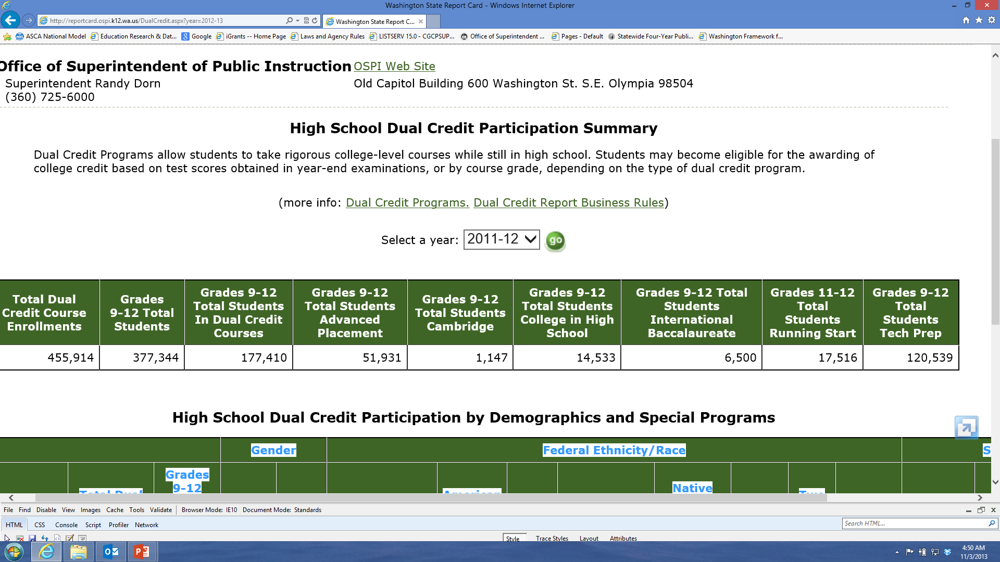 Washington State Report Card - Windows Internet Explorer
http://reportcard.ospi.k12.wa.us/DualCredit.aspx?year=2012-13
Washington State Report C...
ASCA National Model Education Research & Dat... Google iGrants -- Home Page Laws and Agency Rules LISTSERV 15.0 - CGCPSUP... Office of Superintendent ... Pages - Default Statewide Four-Year Publi... Washington Framework f...
Office of Superintendent of Public Instruction OSPI Web Site
Superintendent Randy Dorn Old Capitol Building 600 Washington St. S.E. Olympia 98504
(360) 725-6000
High School Dual Credit Participation Summary
Dual Credit Programs allow students to take rigorous college-level courses while still in high school. Students may become eligible for the awarding of
college credit based on test scores obtained in year-end examinations, or by course grade, depending on the type of dual credit program.
(more info: Dual Credit Programs. Dual Credit Report Business Rules)
Select a year: 2011-12 go
Total Dual
Credit Course
Enrollments
Grades
9-12 Total
Students
Grades 9-12
Total Students
In Dual Credit
Courses
Grades 9-12
Total Students
Advanced
Placement
Grades 9-12
Total Students
Cambridge
Grades 9-12
Total Students
College in High
School
Grades 9-12 Total
Students
International
Baccalaureate
Grades 11-12
Total
Students
Running Start
Grades 9-12
Total
Students
Tech Prep
455,914 377,344 177,410 51,931 1,147 14,533 6,500 17,516 120,539
High School Dual Credit Participation by Demographics and Special Programs
Gender Federal Ethnicity/Race S
Grades
9-12
Total Dual
American
Native
Two
File Find Disable View Images Cache Tools Validate Browser Mode: IE10 Document Mode: Standards
HTML CSS Console Script Profiler Network Search HTML...
Style Trace Styles Layout Attributes
4:50 AM
11/3/2013